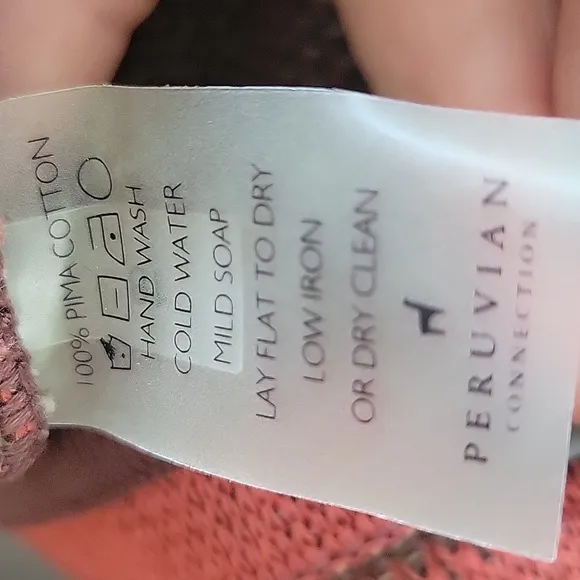 100% PIMA COTTON
HAND WASH
COLD WATER
MILD SOAP
LAY FLAT TO DRY
LOW IRON
OR DRY CLEAN
PERUVIAN
CONNECTION